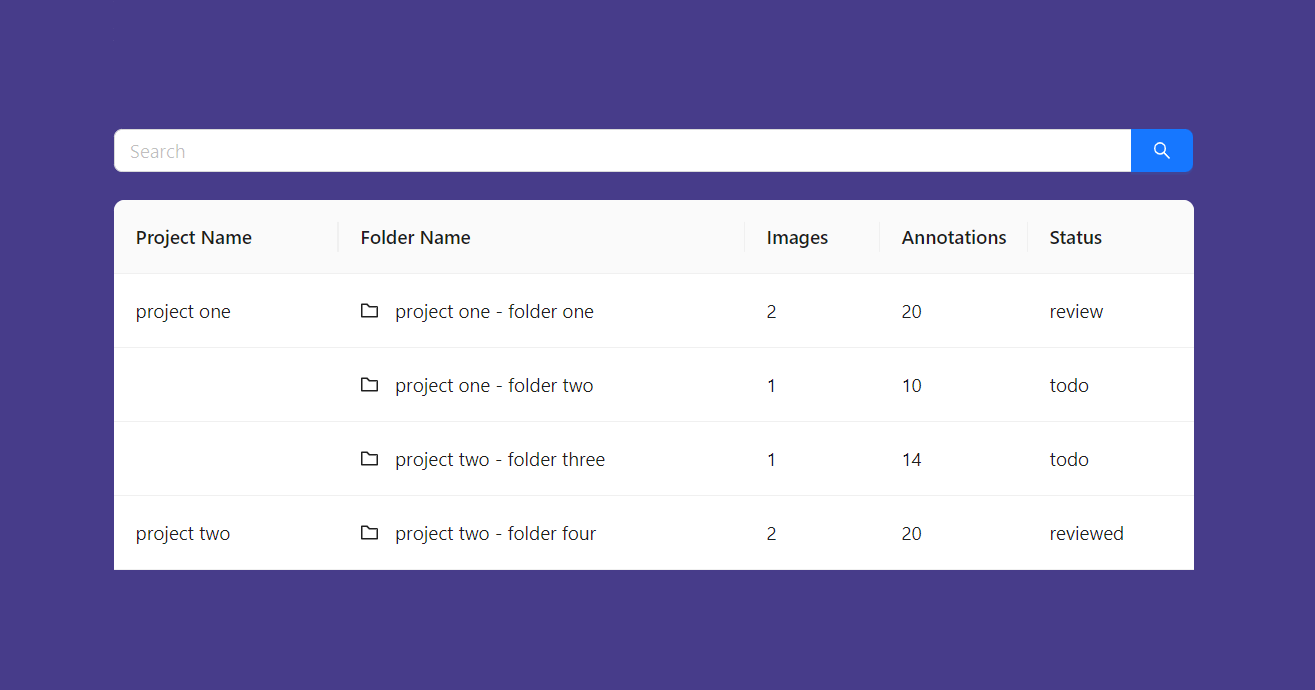 Search
Project Name Folder Name Images Annotations Status
project one project one - folder one 2 20 review
project one - folder two 1 10 todo
project two - folder three 1 14 todo
project two project two - folder four 2 20 reviewed